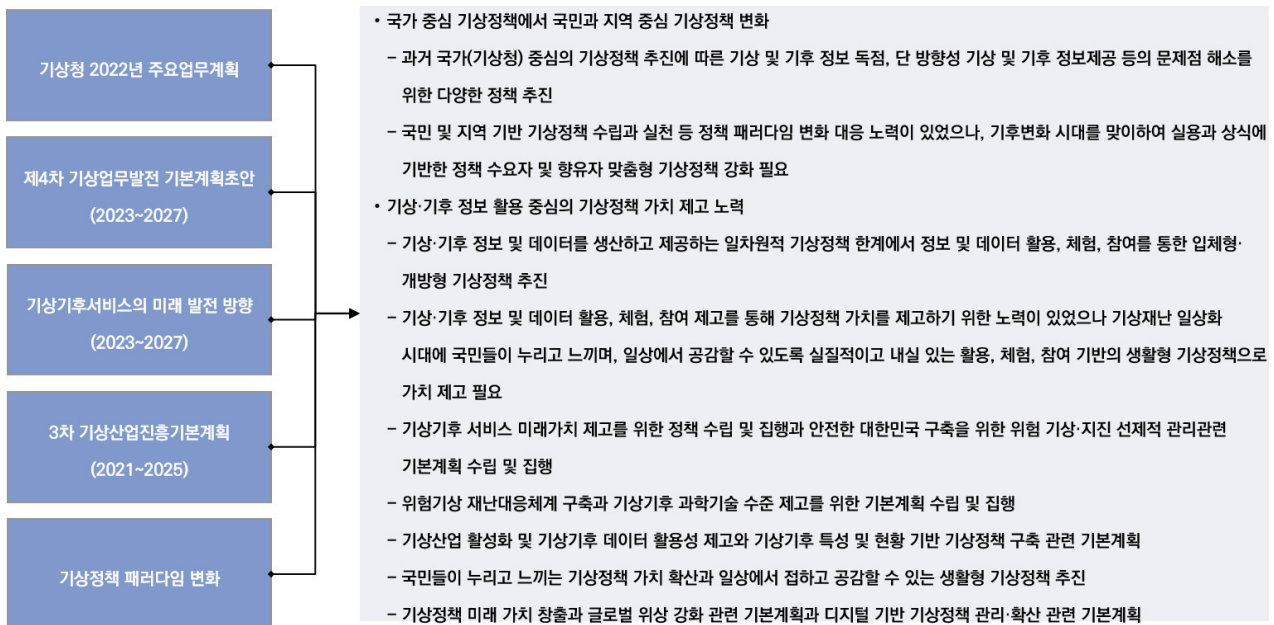 기상청 2022년 주요업무계획
제4차 기상업무발전 기본계획초안
(2023~2027)
기상기후서비스의 미래 발전 방향
(2023~2027)
3차 기상산업진흥기본계획
(2021~2025)
기상정책 패러다임 변화
• 국가 중심 기상정책에서 국민과 지역 중심 기상정책 변화
– 과거 국가(기상청) 중심의 기상정책 추진에 따른 기상 및 기후 정보 독점, 단 방향성 기상 및 기후 정보제공 등의 문제점 해소를
위한 다양한 정책 추진
– 국민 및 지역 기반 기상정책 수립과 실천 등 정책 패러다임 변화 대응 노력이 있었으나, 기후변화 시대를 맞이하여 실용과 상식에
기반한 정책 수요자 및 향유자 맞춤형 기상정책 강화 필요
• 기상·기후 정보 활용 중심의 기상정책 가치 제고 노력
– 기상·기후 정보 및 데이터를 생산하고 제공하는 일차원적 기상정책 한계에서 정보 및 데이터 활용, 체험, 참여를 통한 입체형·
개방형 기상정책 추진
– 기상·기후 정보 및 데이터 활용, 체험, 참여 제고를 통해 기상정책 가치를 제고하기 위한 노력이 있었으나 기상재난 일상화
시대에 국민들이 누리고 느끼며, 일상에서 공감할 수 있도록 실질적이고 내실 있는 활용, 체험, 참여 기반의 생활형 기상정책으로
가치 제고 필요
– 기상기후 서비스 미래가치 제고를 위한 정책 수립 및 집행과 안전한 대한민국 구축을 위한 위험 기상·지진 선제적 관리관련
기본계획 수립 및 집행
– 위험기상 재난대응체계 구축과 기상기후 과학기술 수준 제고를 위한 기본계획 수립 및 집행
– 기상산업 활성화 및 기상기후 데이터 활용성 제고와 기상기후 특성 및 현황 기반 기상정책 구축 관련 기본계획
– 국민들이 누리고 느끼는 기상정책 가치 확산과 일상에서 접하고 공감할 수 있는 생활형 기상정책 추진
– 기상정책 미래 가치 창출과 글로벌 위상 강화 관련 기본계획과 디지털 기반 기상정책 관리·확산 관련 기본계획